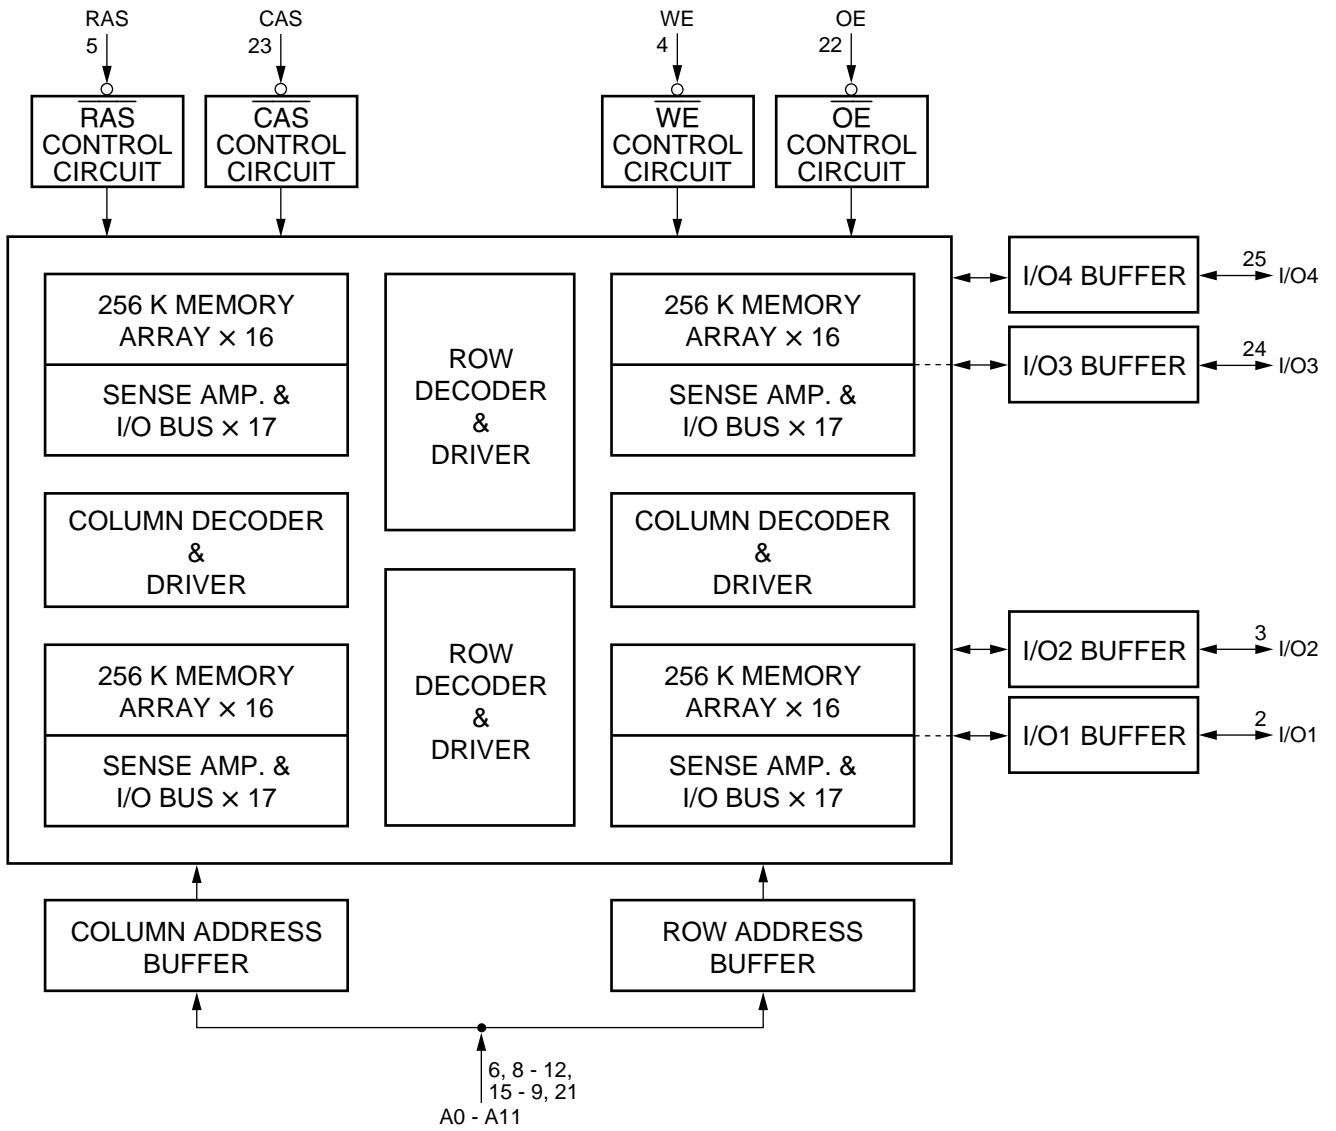 RAS
5
CAS
23
WE
4
OE
22
RAS
CONTROL
CIRCUIT
CAS
CONTROL
CIRCUIT
WE
CONTROL
CIRCUIT
OE
CONTROL
CIRCUIT
256 K MEMORY
ARRAY × 16
SENSE AMP. &
I/O BUS × 17
ROW
DECODER
&
DRIVER
256 K MEMORY
ARRAY × 16
SENSE AMP. &
I/O BUS × 17
I/O4 BUFFER
25
I/O4
I/O3 BUFFER
24
I/O3
COLUMN DECODER
&
DRIVER
COLUMN DECODER
&
DRIVER
256 K MEMORY
ARRAY × 16
SENSE AMP. &
I/O BUS × 17
ROW
DECODER
&
DRIVER
256 K MEMORY
ARRAY × 16
SENSE AMP. &
I/O BUS × 17
I/O2 BUFFER
3
I/O2
I/O1 BUFFER
2
I/O1
COLUMN ADDRESS
BUFFER
ROW ADDRESS
BUFFER
6, 8 - 12,
15 - 9, 21
A0 - A11